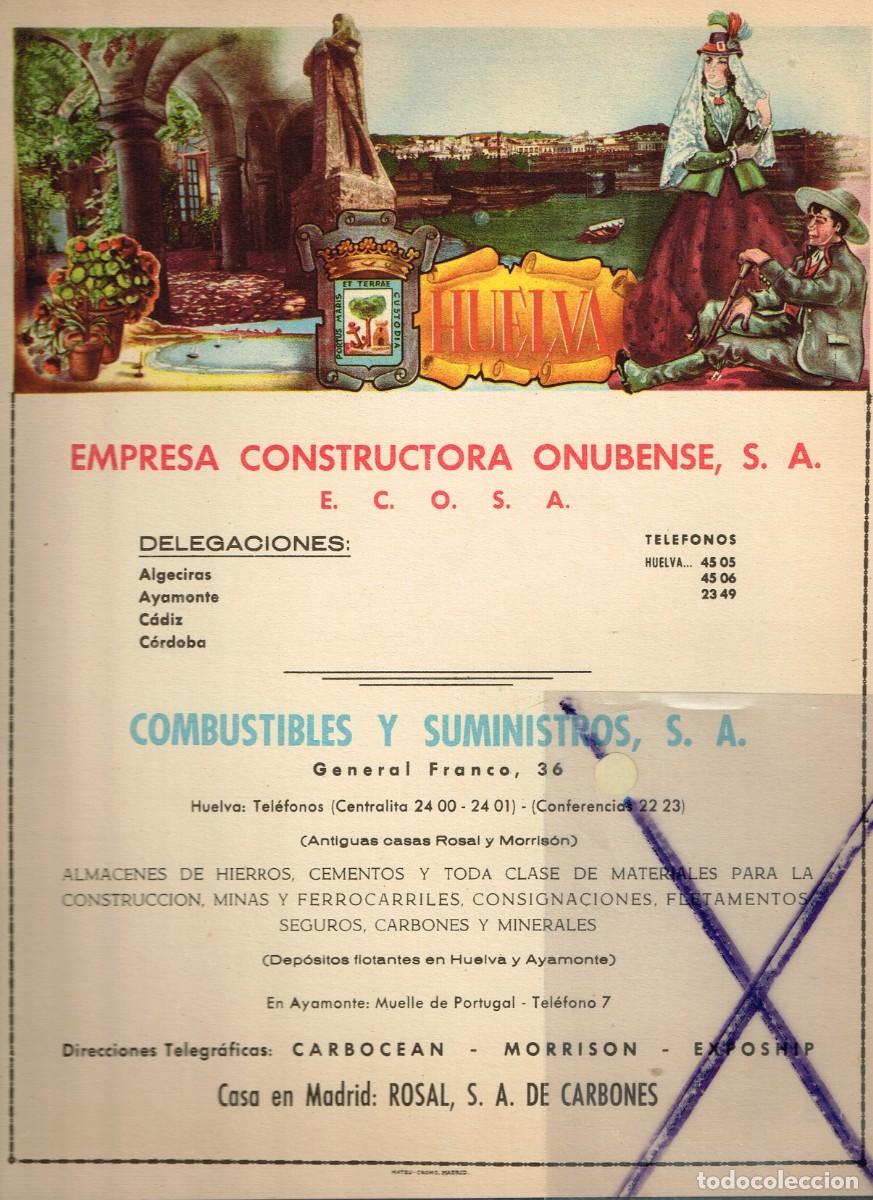 PORTUS MARIS ET TERRAE CUSTODIA
HUELVA
EMPRESA CONSTRUCTORA ONUBENSE, S. A.
E. C. O. S. A.
DELEGACIONES:
Algeciras
Ayamonte
Cádiz
Córdoba
TELEFONOS
HUELVA... 45 05
45 06
23 49
COMBUSTIBLES Y SUMINISTROS, S. A.
General Franco, 36
Huelva: Teléfonos (Centralita 24 00 - 24 01) - (Conferencias 22 23)
(Antiguas casas Rosal y Morrisón)
ALMACENES DE HIERROS, CEMENTOS Y TODA CLASE DE MATERIALES PARA LA
CONSTRUCCION, MINAS Y FERROCARRILES, CONSIGNACIONES, FLETAMENTOS,
SEGUROS, CARBONES Y MINERALES
(Depósitos flotantes en Huelva y Ayamonte)
En Ayamonte: Muelle de Portugal - Teléfono 7
Direcciones Telegráficas: CARBOCEAN - MORRISON - EXPOSHIP
Casa en Madrid: ROSAL, S. A. DE CARBONES
MATEU-CROMO, MADRID.
todocoleccion